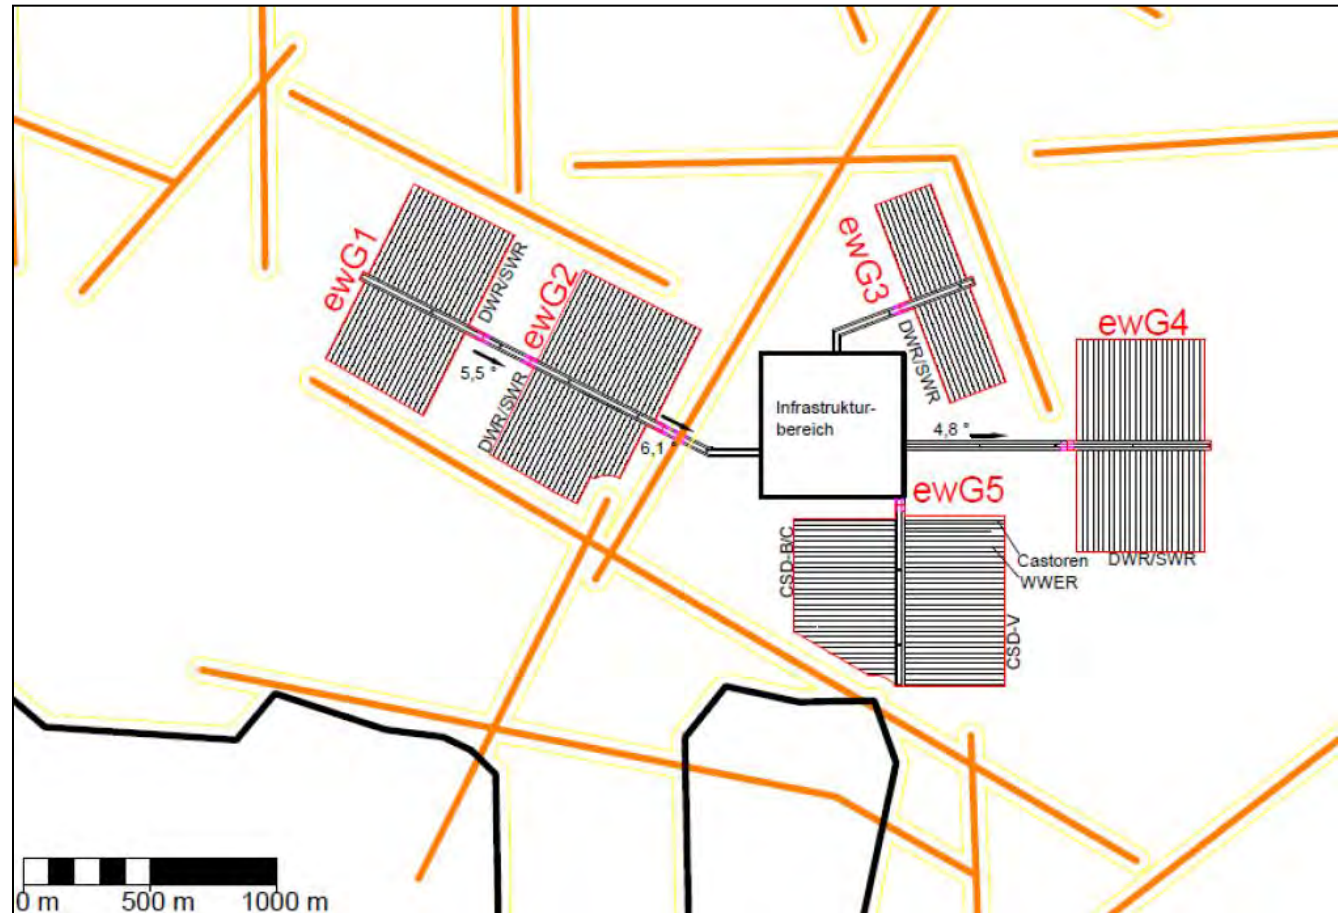 ewG1
DWR/SWR
ewG2
5,5 °
DWR/SWR
6,1 °
ewG3
DWR/SWR
Infrastruktur-
bereich
4,8 °
ewG4
DWR/SWR
ewG5
CSD-B/C
Castoren
WWER
CSD-V
0 m 500 m 1000 m